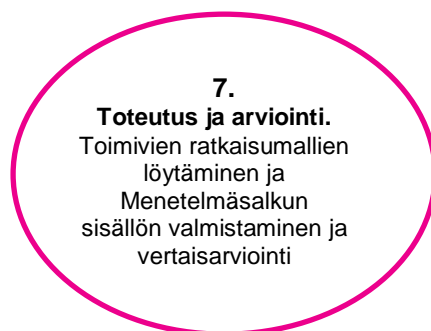 7.
Toteutus ja arviointi.
Toimivien ratkaisumallien
löytäminen ja
Menetelmäsalkun
sisällön valmistaminen ja
vertaisarviointi